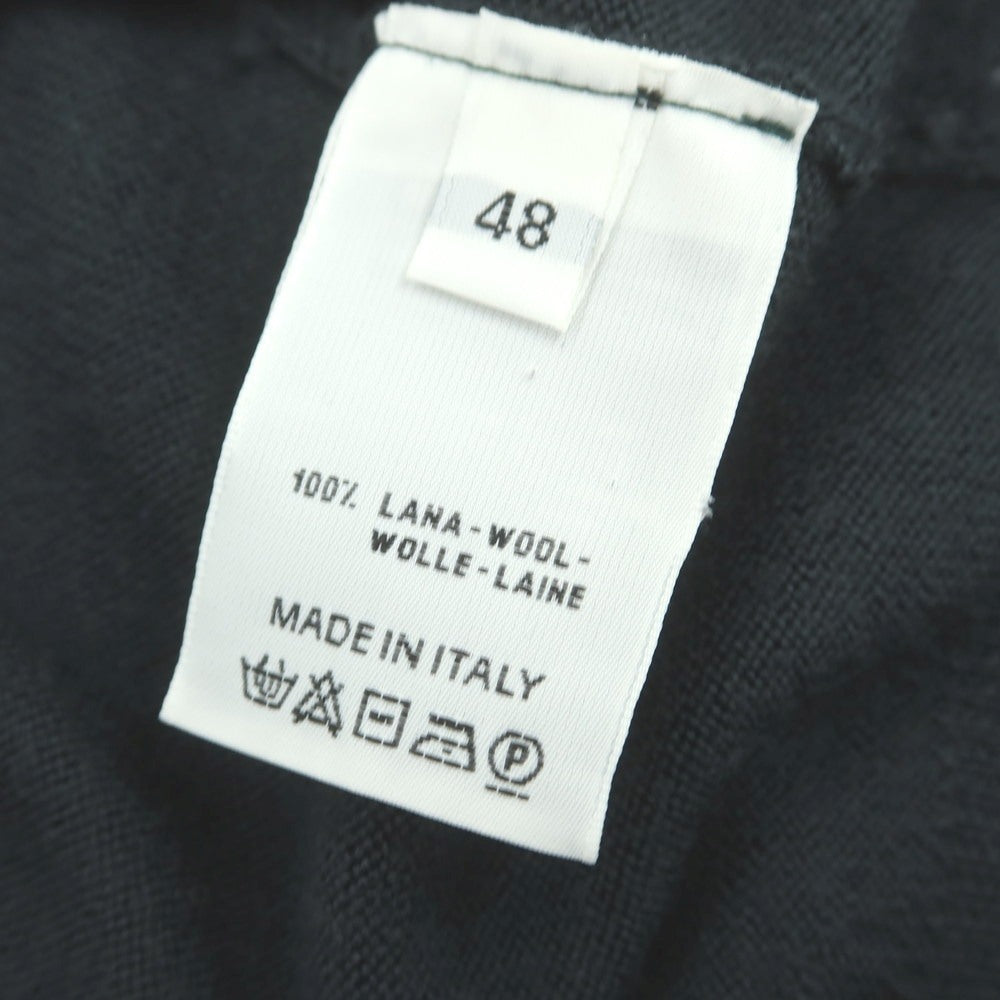 48
100% LANA-WOOL-
WOLLE-LAINE
MADE IN ITALY
P